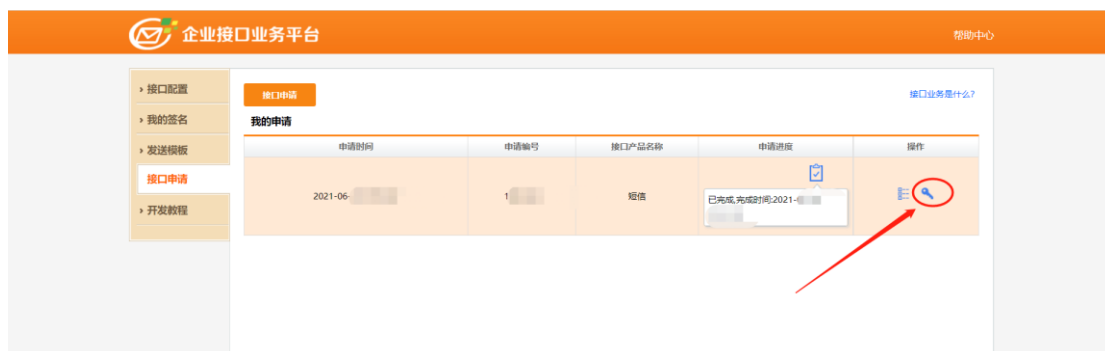 企业接口业务平台
帮助中心
接口配置
我的签名
发送模板
接口申请
开发教程
接口申请
接口业务是什么?
我的申请
申请时间 申请编号 接口产品名称 申请进度 操作
2021-06- 1 短信 已完成,完成时间:2021-